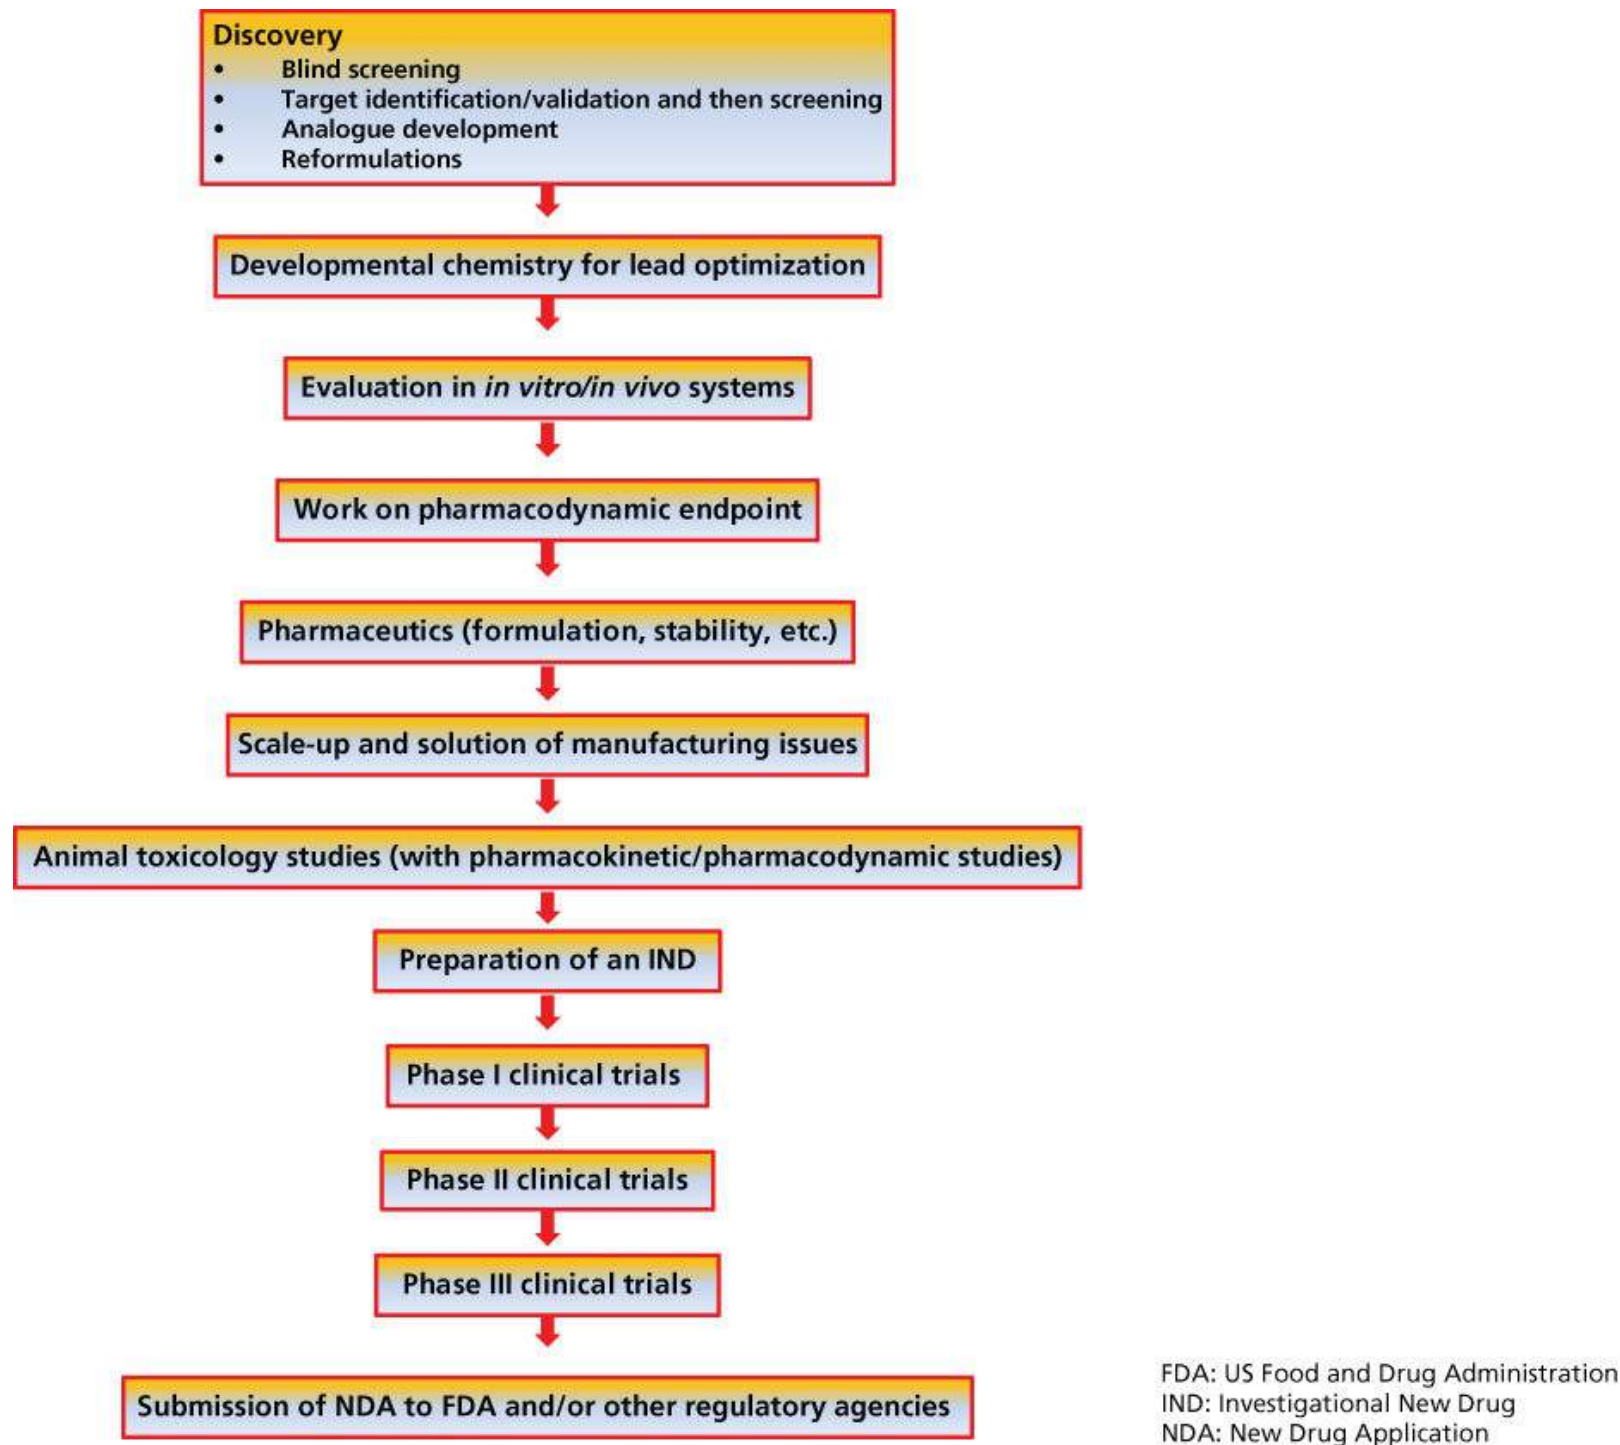 Discovery
• Blind screening
• Target identification/validation and then screening
• Analogue development
• Reformulations
Developmental chemistry for lead optimization
Evaluation in in vitro/in vivo systems
Work on pharmacodynamic endpoint
Pharmaceutics (formulation, stability, etc.)
Scale-up and solution of manufacturing issues
Animal toxicology studies (with pharmacokinetic/pharmacodynamic studies)
Preparation of an IND
Phase I clinical trials
Phase II clinical trials
Phase III clinical trials
Submission of NDA to FDA and/or other regulatory agencies
FDA: US Food and Drug Administration
IND: Investigational New Drug
NDA: New Drug Application